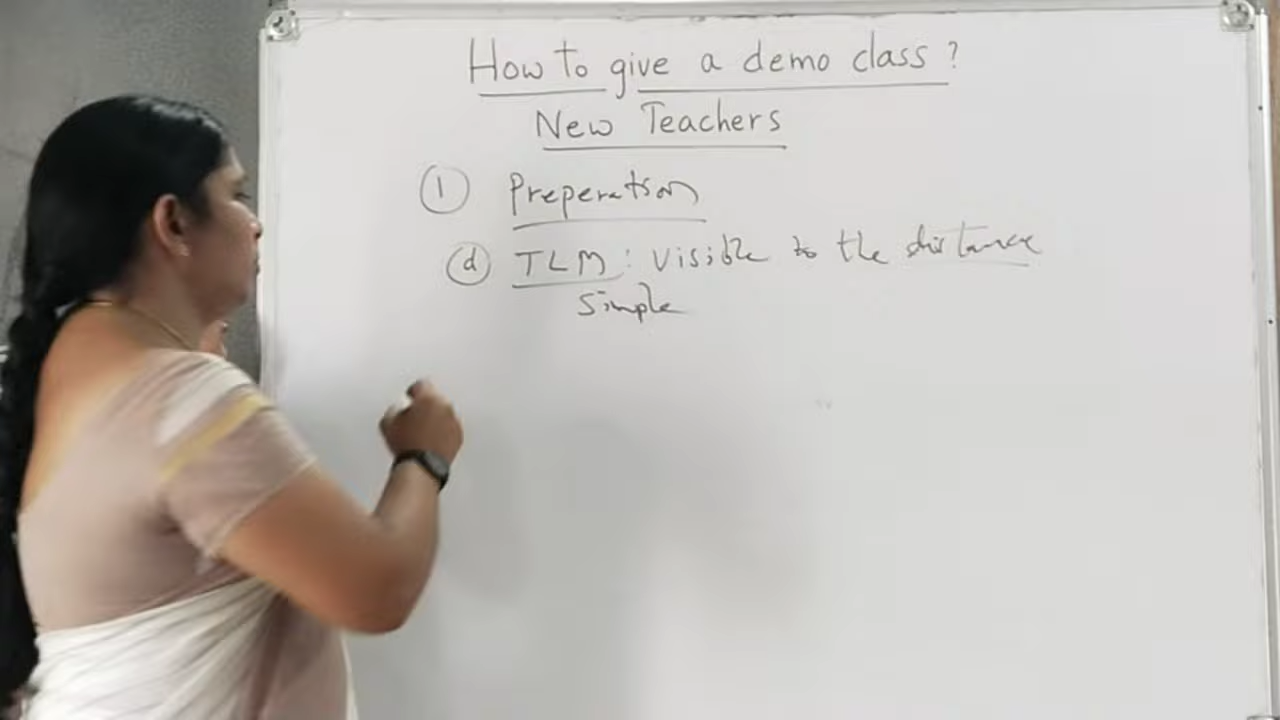 How to give a demo class ?
New Teachers
① Preperation
ⓓ TLM : Visible to the distance
Simple